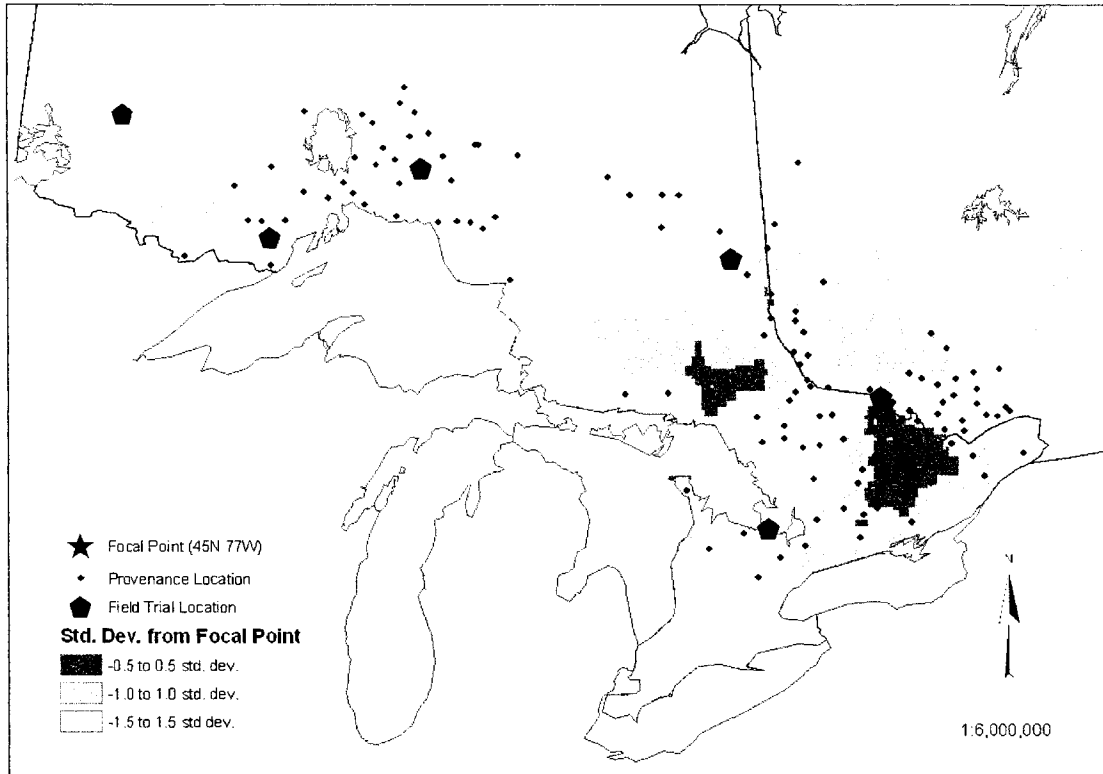 Focal Point (45N 77W)
Provenance Location
Field Trial Location
Std. Dev. from Focal Point
-0.5 to 0.5 std. dev.
-1.0 to 1.0 std. dev.
-1.5 to 1.5 std dev.
N
1:6,000,000